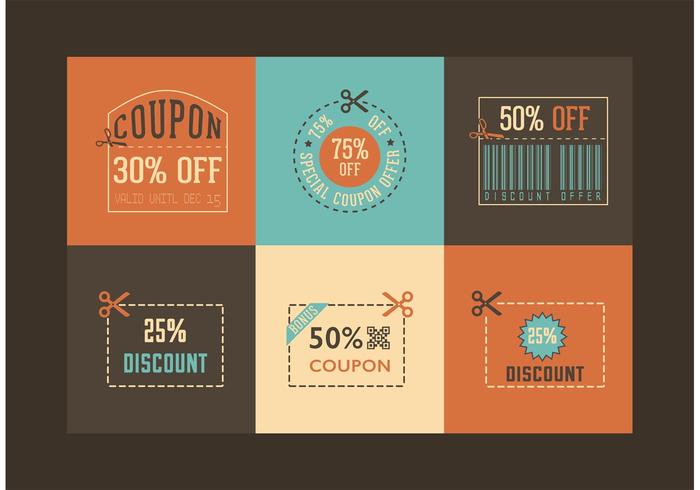 COUPON
30% OFF
VALID UNITL DEC 15
75% OFF
75%
OFF
SPECIAL COUPON OFFER
50% OFF
DISCOUNT OFFER
25%
DISCOUNT
BONUS
50%
COUPON
25%
DISCOUNT